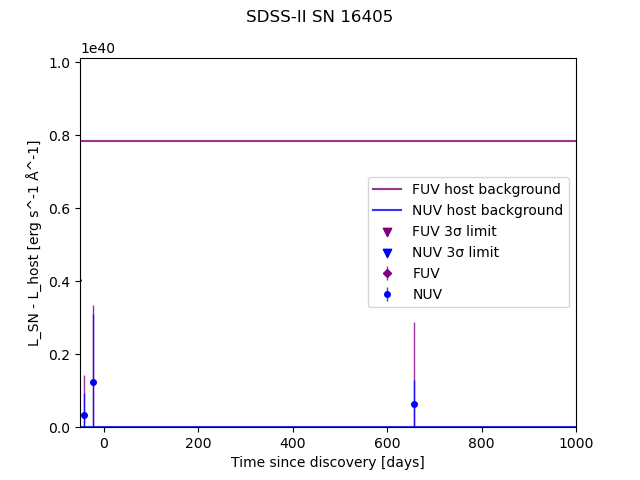 SDSS-II SN 16405
1e40
L_SN - L_host [erg s^-1 Å^-1]
1.0
0.8
0.6
0.4
0.2
0.0
FUV host background
NUV host background
FUV 3σ limit
NUV 3σ limit
FUV
NUV
0 200 400 600 800 1000
Time since discovery [days]